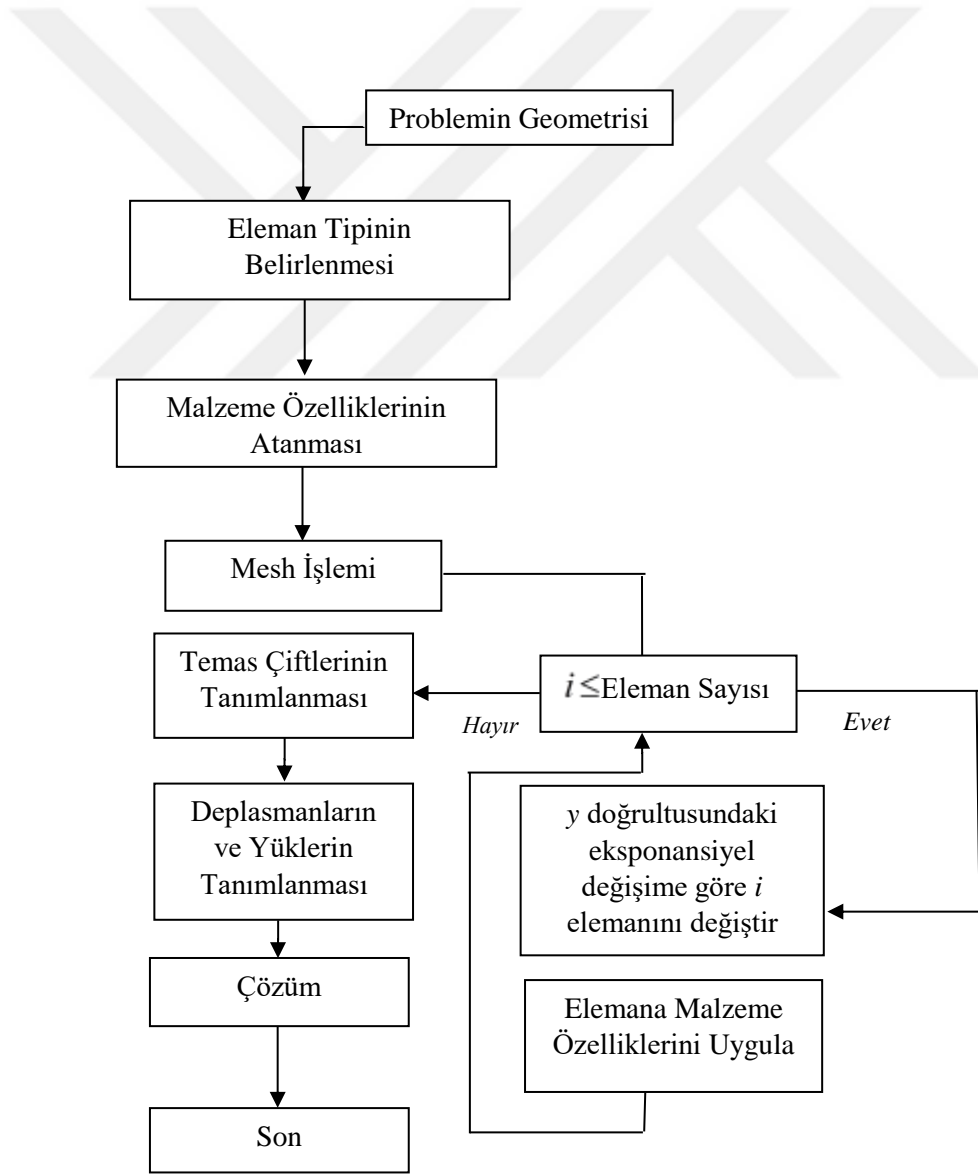 Problemin Geometrisi
Eleman Tipinin
Belirlenmesi
Malzeme Özelliklerinin
Atanması
Mesh İşlemi
Temas Çiftlerinin
Tanımlanması
i ≤Eleman Sayısı
Hayır
Evet
Deplasmanların
ve Yüklerin
Tanımlanması
y doğrultusundaki
eksponansiyel
değişime göre i
elemanını değiştir
Çözüm
Elemana Malzeme
Özelliklerini Uygula
Son